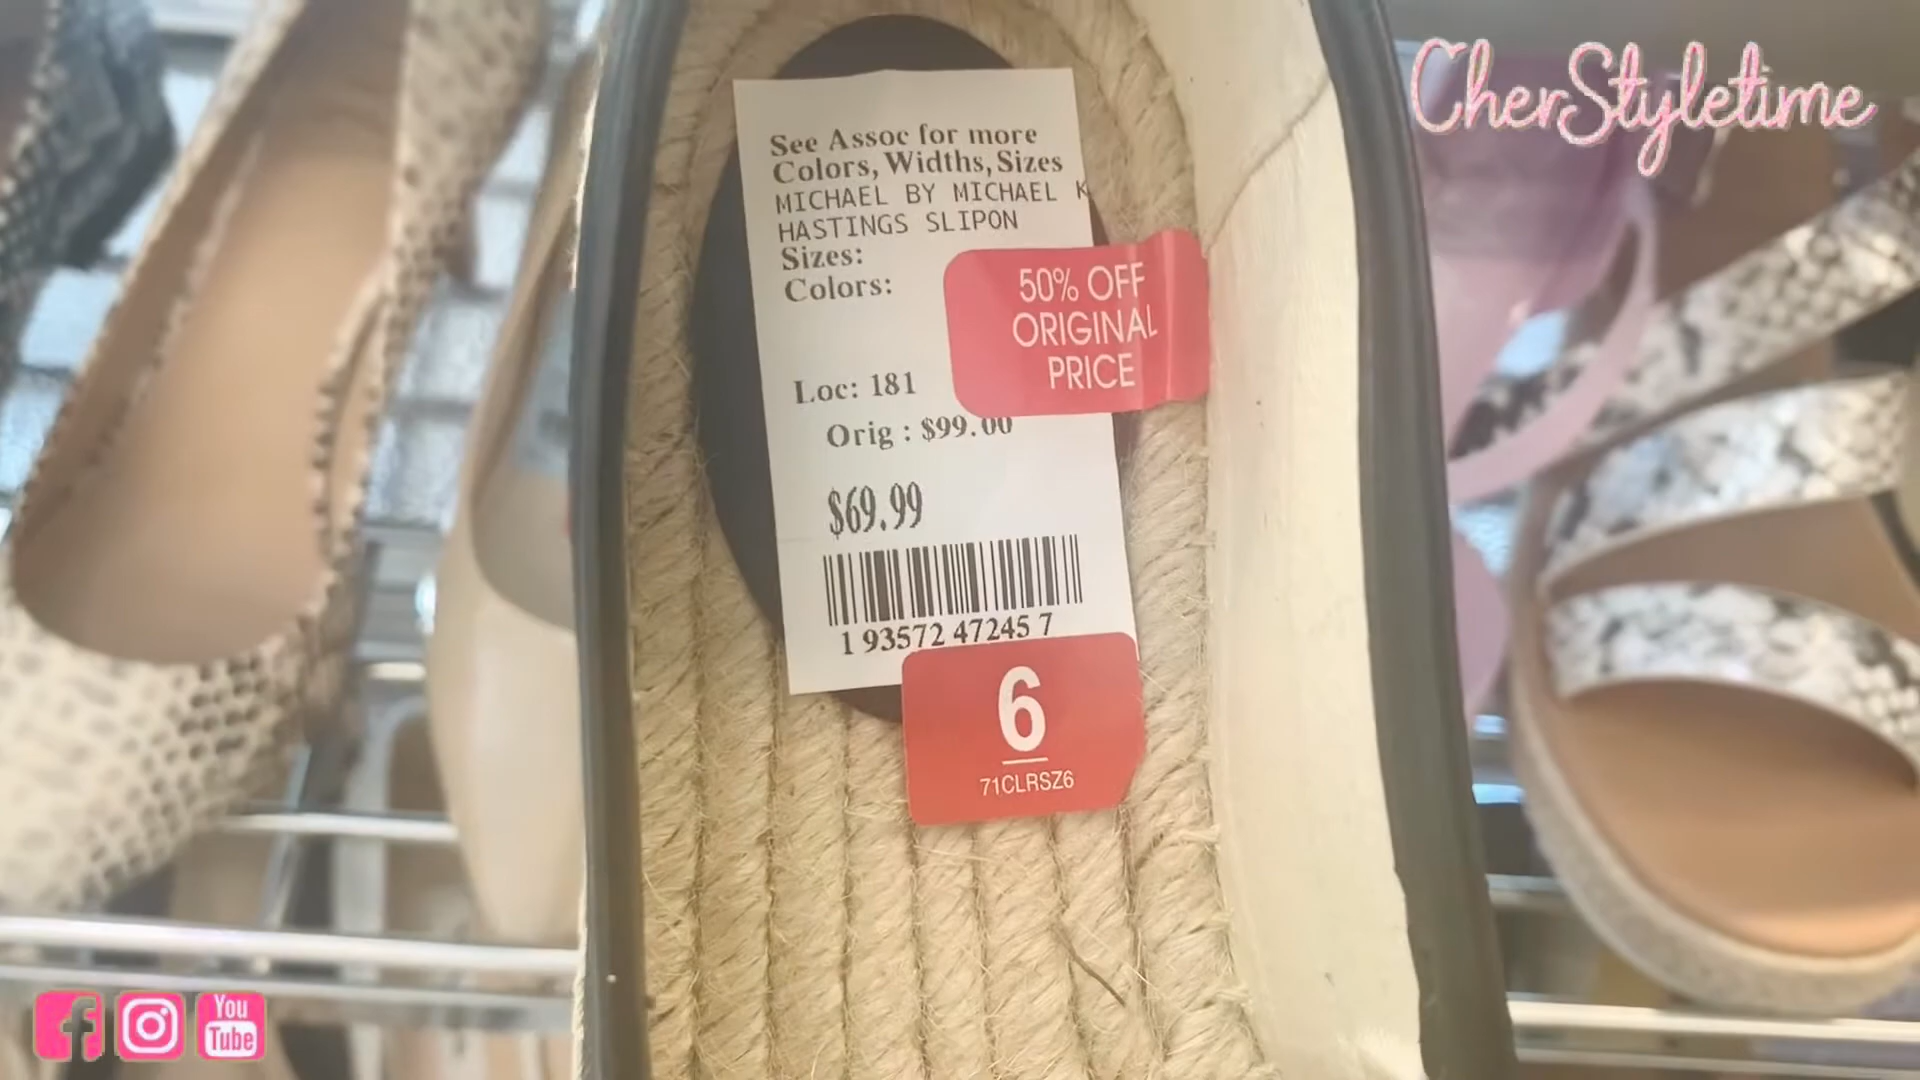 CherStyletime
See Assoc for more
Colors, Widths, Sizes
MICHAEL BY MICHAEL K
HASTINGS SLIPON
Sizes:
Colors:
50% OFF
ORIGINAL
PRICE
Loc: 181
Orig : $99.00
$69.99
1 93572 47245 7
6
71CLRSZ6
f
You
Tube